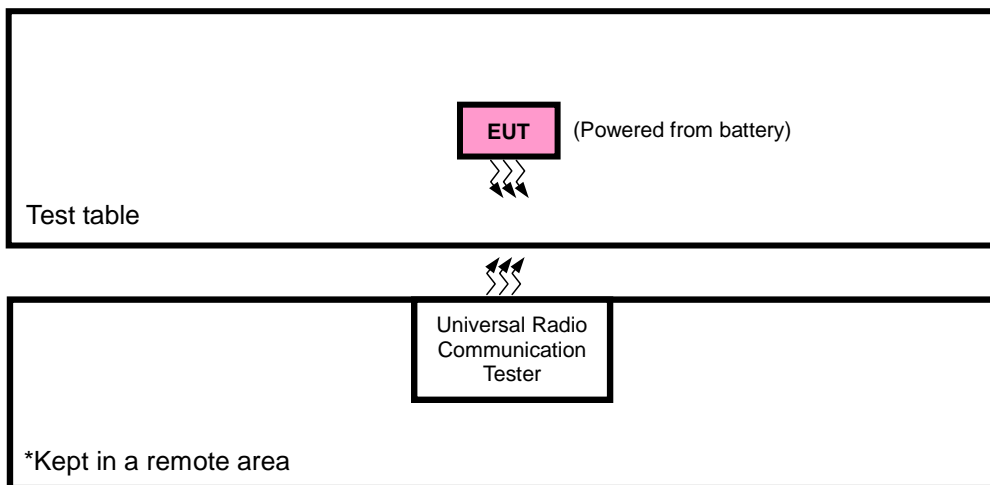 EUT
(Powered from battery)
Test table
Universal Radio
Communication
Tester
*Kept in a remote area